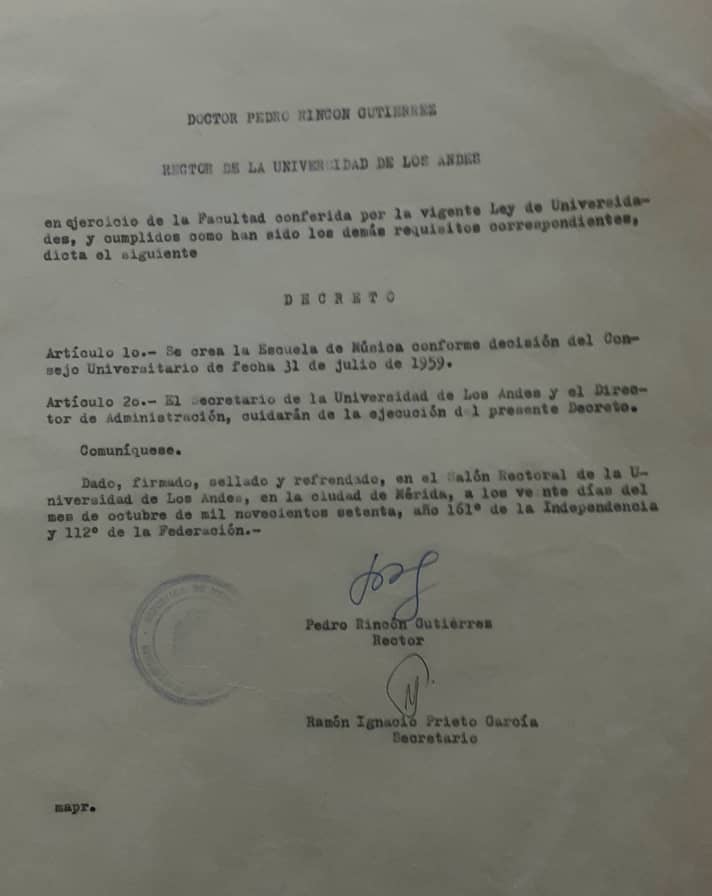 DOCTOR PEDRO RINCON GUTIERREZ
RECTOR DE LA UNIVERSIDAD DE LOS ANDES
en ejercicio de la Facultad conferida por la vigente Ley de Universida-
des, y cumplidos como han sido los demás requisitos correspondientes,
dicta el siguiente
D E C R E T O
Artículo 1o.- Se crea la Escuela de Música conforme decisión del Con-
sejo Universitario de fecha 31 de julio de 1959.
Artículo 2o.- El Secretario de la Universidad de Los Andes y el Direc-
tor de Administración, cuidarán de la ejecución del presente Decreto.
Comuníquese.
Dado, firmado, sellado y refrendado, en el Salón Rectoral de la U-
niversidad de Los Andes, en la ciudad de Mérida, a los veinte días del
mes de octubre de mil novecientos setenta, año 161º de la Independencia
y 112º de la Federación.-
Pedro Rincón Gutiérrez
Rector
Ramón Ignacio Prieto García
Secretario
mapr.